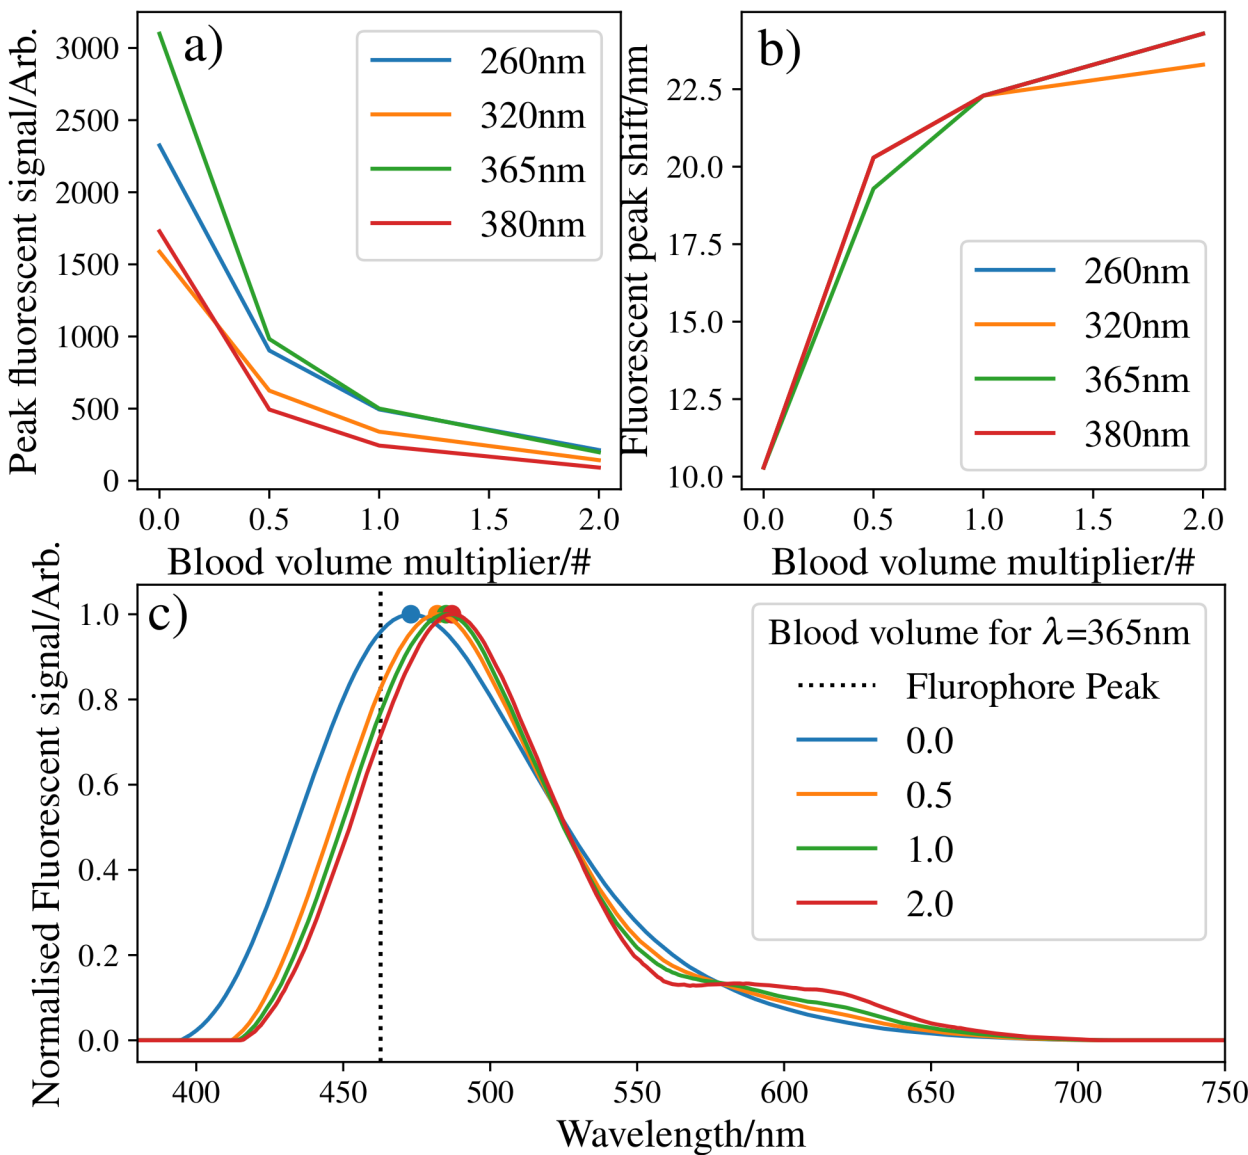 a)
Peak fluorescent signal/Arb.
3000
2500
2000
1500
1000
500
0
260nm
320nm
365nm
380nm
0.0 0.5 1.0 1.5 2.0
Blood volume multiplier/#
b)
Fluorescent peak shift/nm
22.5
20.0
17.5
15.0
12.5
10.0
260nm
320nm
365nm
380nm
0.0 0.5 1.0 1.5 2.0
Blood volume multiplier/#
c)
Normalised Fluorescent signal/Arb.
1.0
0.8
0.6
0.4
0.2
0.0
Blood volume for λ=365nm
Flurophore Peak
0.0
0.5
1.0
2.0
400 450 500 550 600 650 700 750
Wavelength/nm